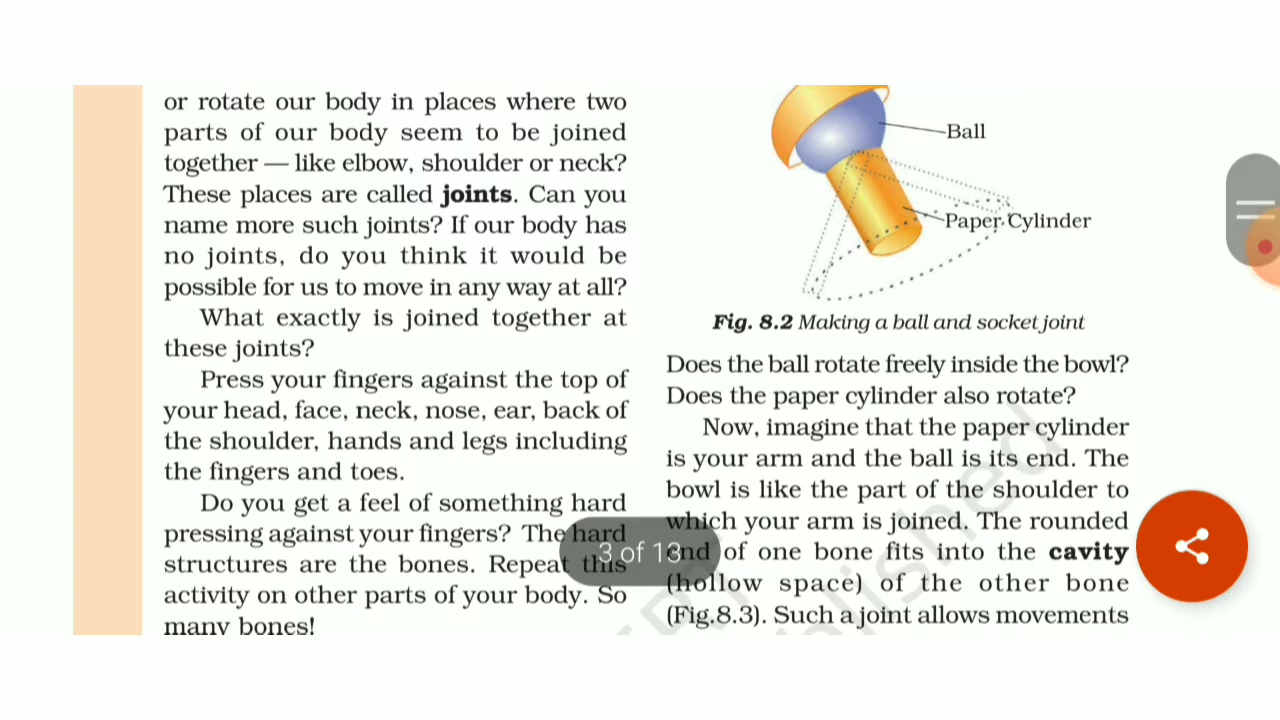 or rotate our body in places where two
parts of our body seem to be joined
together — like elbow, shoulder or neck?
These places are called joints. Can you
name more such joints? If our body has
no joints, do you think it would be
possible for us to move in any way at all?
What exactly is joined together at
these joints?
Press your fingers against the top of
your head, face, neck, nose, ear, back of
the shoulder, hands and legs including
the fingers and toes.
Do you get a feel of something hard
pressing against your fingers? The hard
structures are the bones. Repeat this
activity on other parts of your body. So
many bones!
Ball
Paper Cylinder
Fig. 8.2 Making a ball and socket joint
Does the ball rotate freely inside the bowl?
Does the paper cylinder also rotate?
Now, imagine that the paper cylinder
is your arm and the ball is its end. The
bowl is like the part of the shoulder to
which your arm is joined. The rounded
end of one bone fits into the cavity
(hollow space) of the other bone
(Fig.8.3). Such a joint allows movements
3 of 13